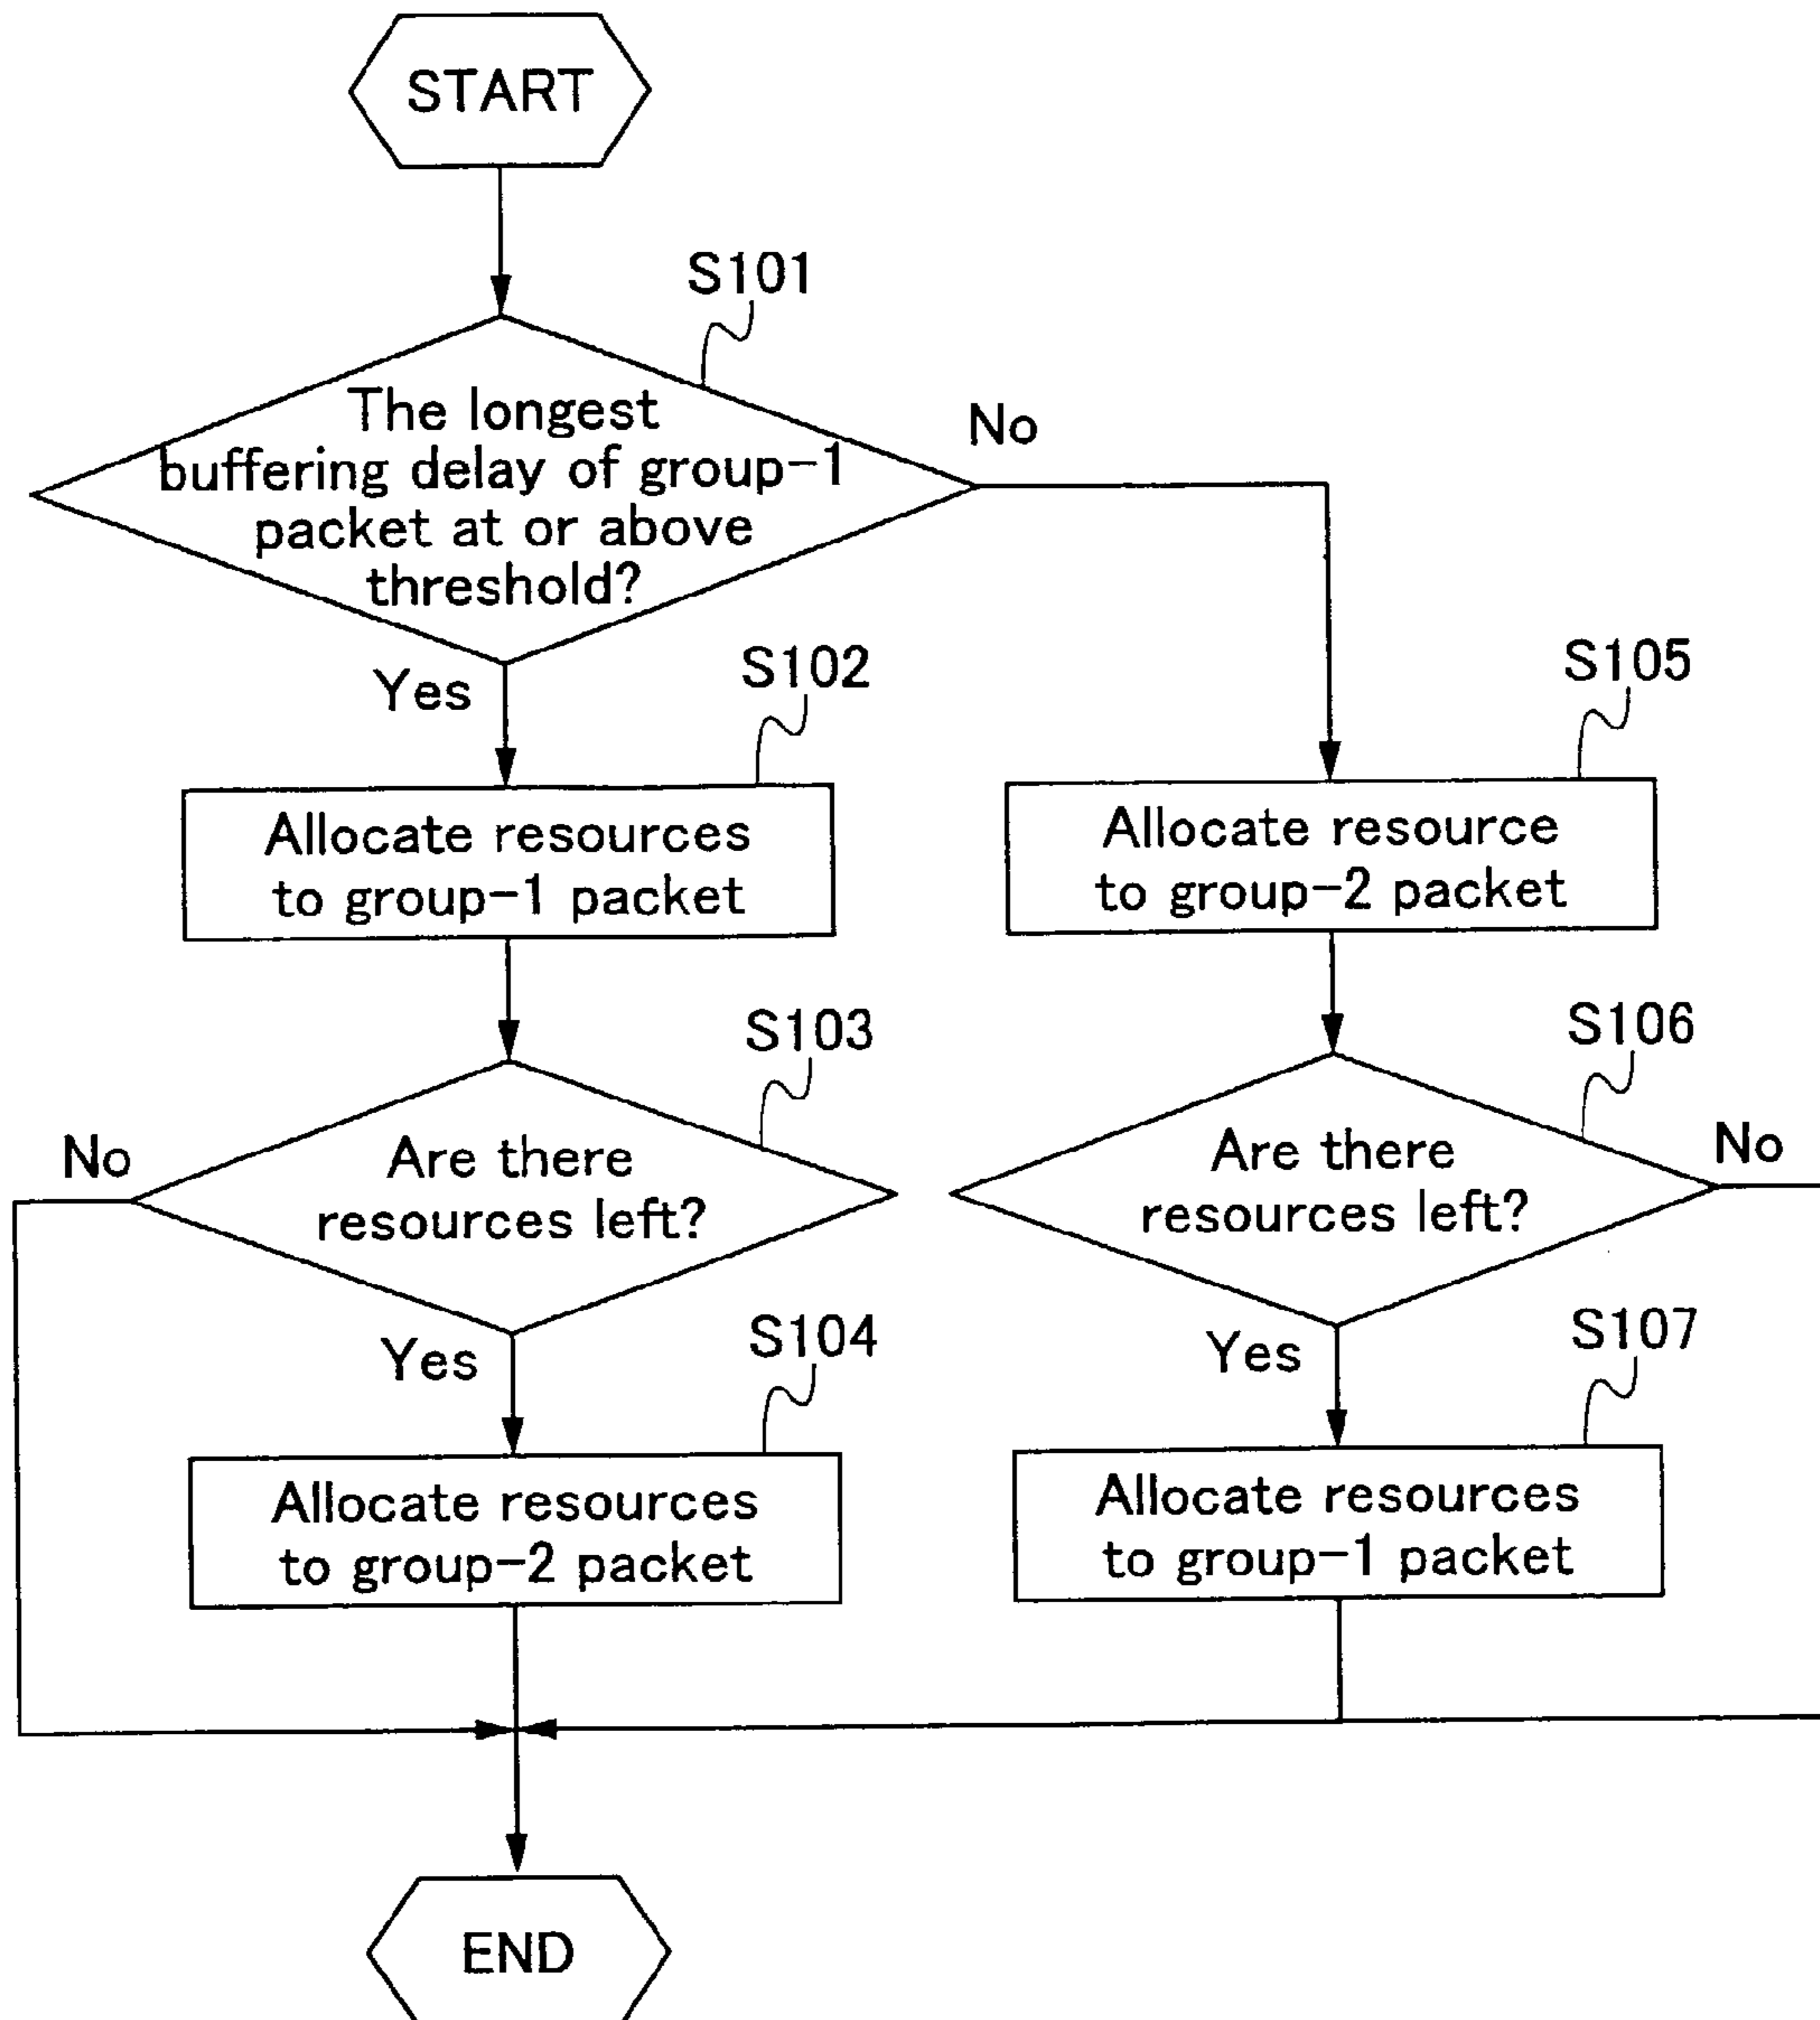 START
S101
The longest
buffering delay of group-1
packet at or above
threshold?
No
Yes
S102
Allocate resources
to group-1 packet
S105
Allocate resource
to group-2 packet
S103
Are there
resources left?
No
Yes
S106
Are there
resources left?
No
Yes
S104
Allocate resources
to group-2 packet
S107
Allocate resources
to group-1 packet
END